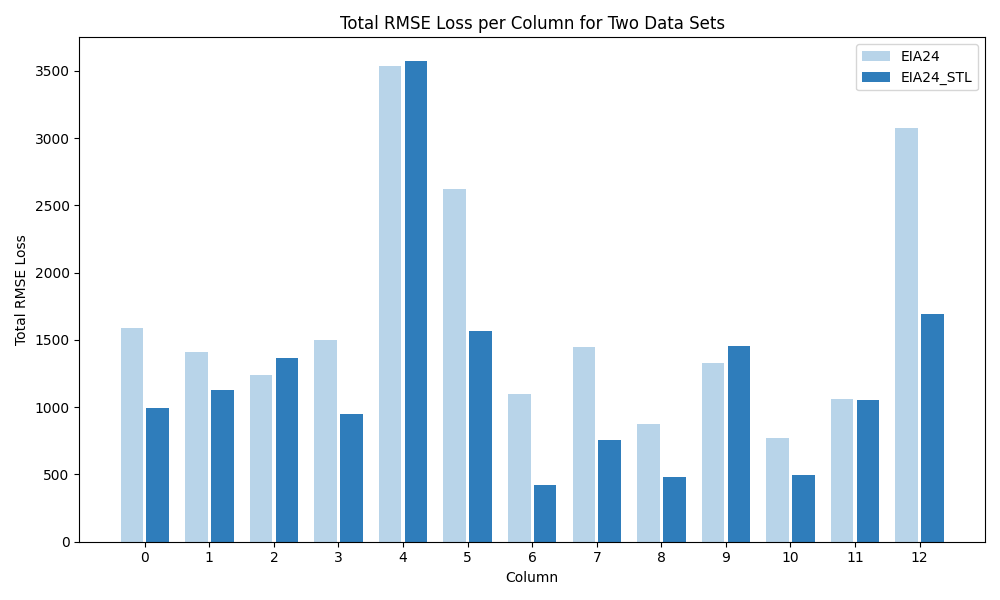 Total RMSE Loss per Column for Two Data Sets
EIA24
EIA24_STL
Total RMSE Loss
3500
3000
2500
2000
1500
1000
500
0
0 1 2 3 4 5 6 7 8 9 10 11 12
Column